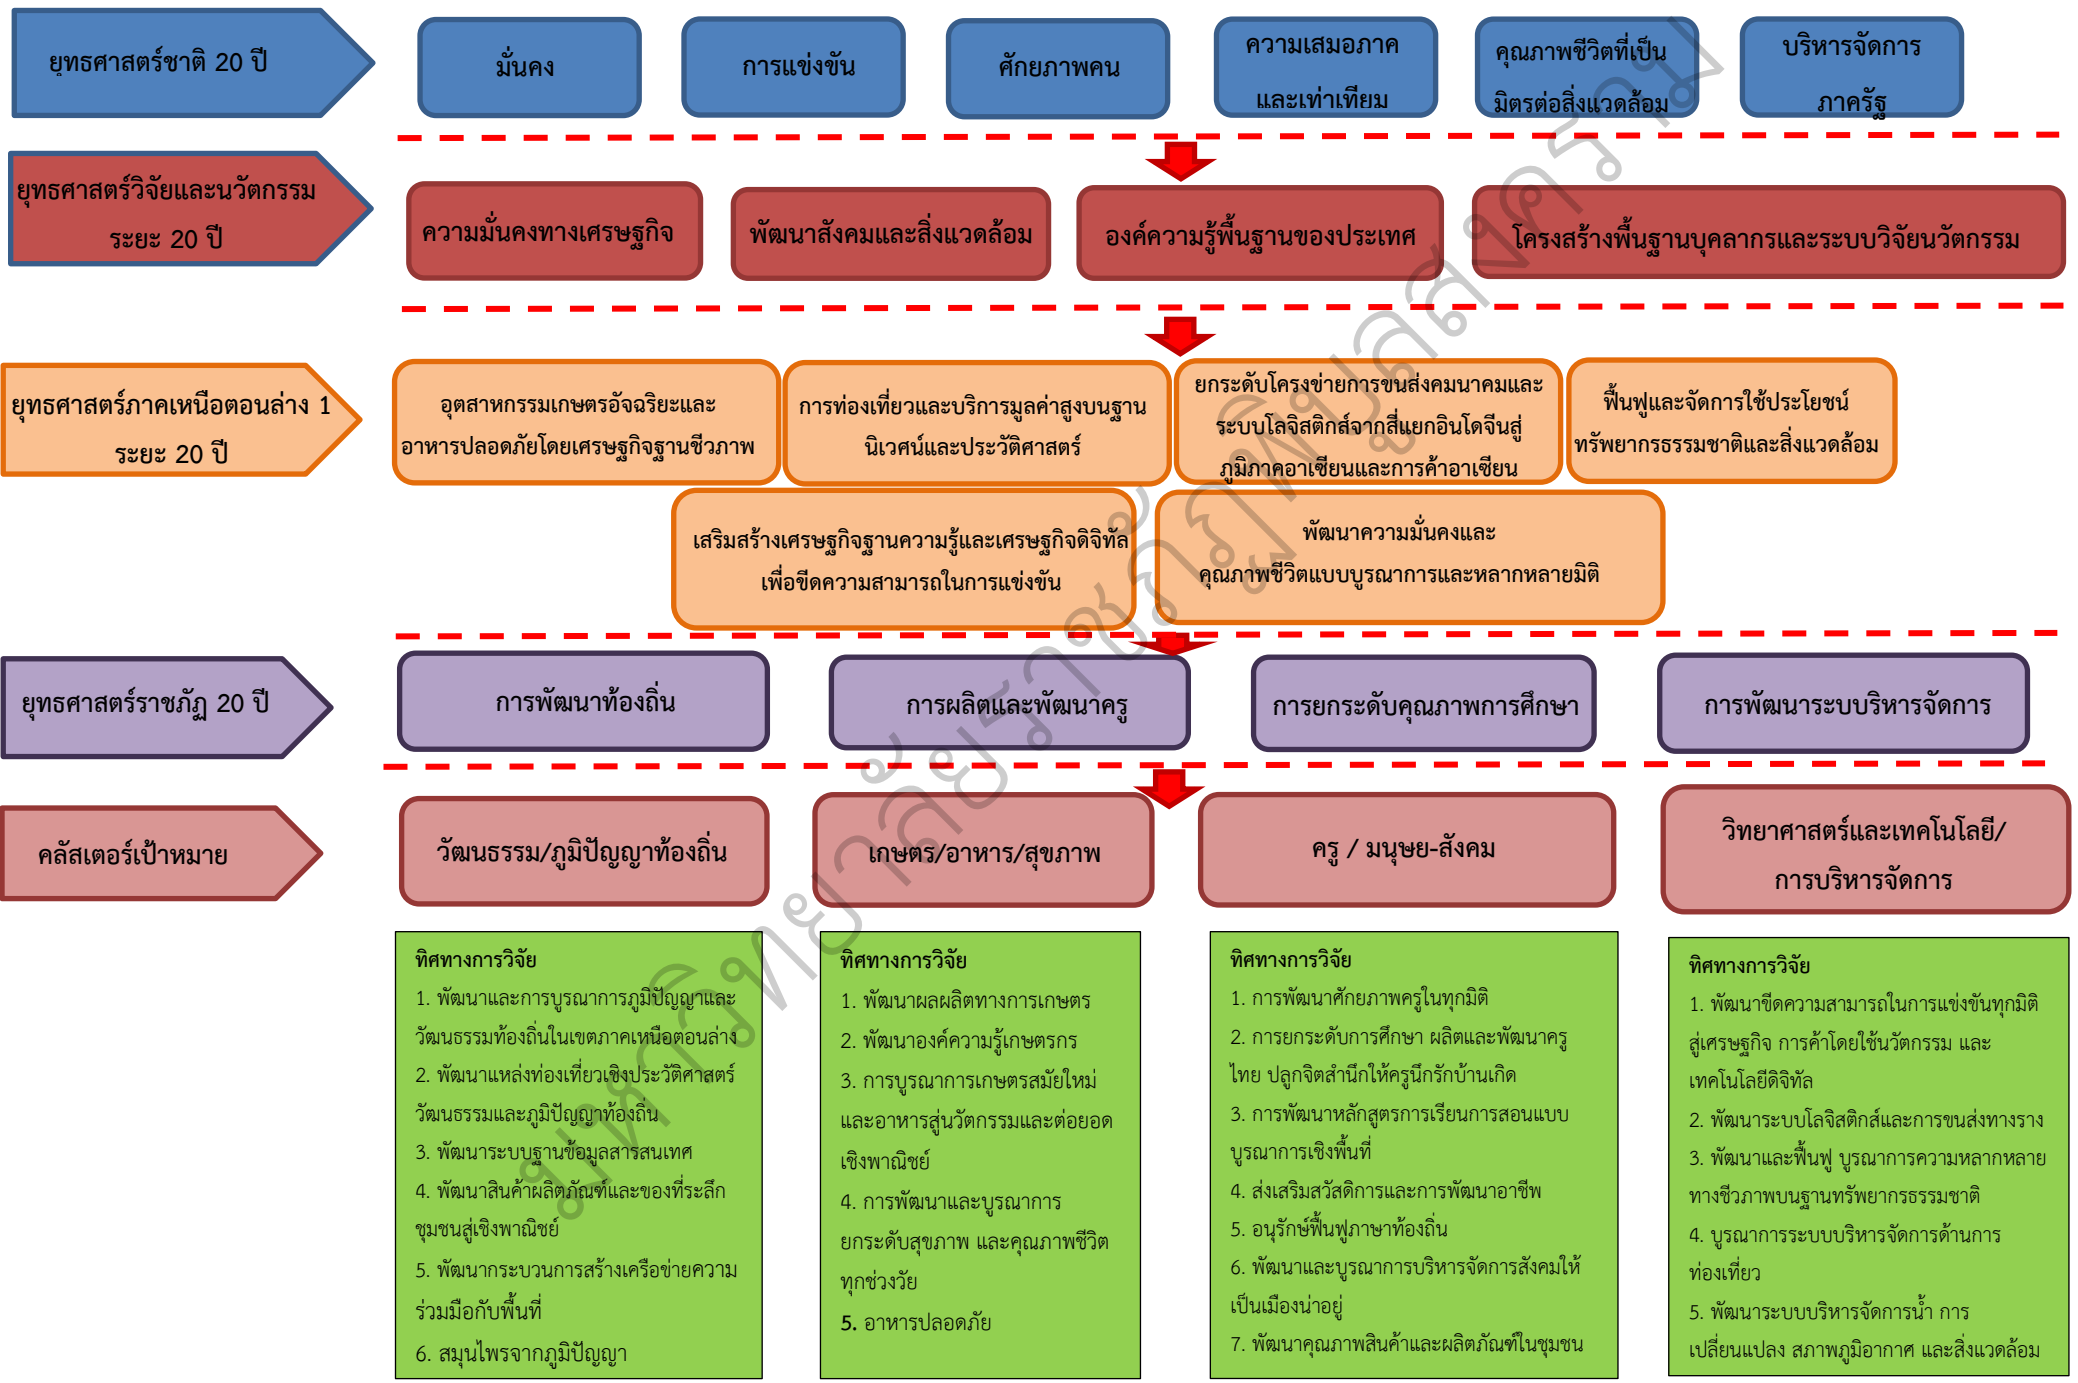 ยุทธศาสตร์ชาติ 20 ปี
มั่นคง
การแข่งขัน
ศักยภาพคน
ความเสมอภาค
และเท่าเทียม
คุณภาพชีวิตที่เป็น
มิตรต่อสิ่งแวดล้อม
บริหารจัดการ
ภาครัฐ
ยุทธศาสตร์วิจัยและนวัตกรรม
ระยะ 20 ปี
ความมั่นคงทางเศรษฐกิจ
พัฒนาสังคมและสิ่งแวดล้อม
องค์ความรู้พื้นฐานของประเทศ
โครงสร้างพื้นฐานบุคลากรและระบบวิจัยนวัตกรรม
ยุทธศาสตร์ภาคเหนือตอนล่าง 1
ระยะ 20 ปี
อุตสาหกรรมเกษตรอัจฉริยะและ
อาหารปลอดภัยโดยเศรษฐกิจฐานชีวภาพ
การท่องเที่ยวและบริการมูลค่าสูงบนฐาน
นิเวศน์และประวัติศาสตร์
ยกระดับโครงข่ายการขนส่งคมนาคมและ
ระบบโลจิสติกส์จากสี่แยกอินโดจีนสู่
ภูมิภาคอาเซียนและการค้าอาเซียน
ฟื้นฟูและจัดการใช้ประโยชน์
ทรัพยากรธรรมชาติและสิ่งแวดล้อม
เสริมสร้างเศรษฐกิจฐานความรู้และเศรษฐกิจดิจิทัล
เพื่อขีดความสามารถในการแข่งขัน
พัฒนาความมั่นคงและ
คุณภาพชีวิตแบบบูรณาการและหลากหลายมิติ
ยุทธศาสตร์ราชภัฏ 20 ปี
การพัฒนาท้องถิ่น
การผลิตและพัฒนาครู
การยกระดับคุณภาพการศึกษา
การพัฒนาระบบบริหารจัดการ
คลัสเตอร์เป้าหมาย
วัฒนธรรม/ภูมิปัญญาท้องถิ่น
เกษตร/อาหาร/สุขภาพ
ครู / มนุษย-สังคม
วิทยาศาสตร์และเทคโนโลยี/
การบริหารจัดการ
ทิศทางการวิจัย
1. พัฒนาและการบูรณาการภูมิปัญญาและ
วัฒนธรรมท้องถิ่นในเขตภาคเหนือตอนล่าง
2. พัฒนาแหล่งท่องเที่ยวเชิงประวัติศาสตร์
วัฒนธรรมและภูมิปัญญาท้องถิ่น
3. พัฒนาระบบฐานข้อมูลสารสนเทศ
4. พัฒนาสินค้าผลิตภัณฑ์และของที่ระลึก
ชุมชนสู่เชิงพาณิชย์
5. พัฒนากระบวนการสร้างเครือข่ายความ
ร่วมมือกับพื้นที่
6. สมุนไพรจากภูมิปัญญา
ทิศทางการวิจัย
1. พัฒนาผลผลิตทางการเกษตร
2. พัฒนาองค์ความรู้เกษตรกร
3. การบูรณาการเกษตรสมัยใหม่
และอาหารสู่นวัตกรรมและต่อยอด
เชิงพาณิชย์
4. การพัฒนาและบูรณาการ
ยกระดับสุขภาพ และคุณภาพชีวิต
ทุกช่วงวัย
5. อาหารปลอดภัย
ทิศทางการวิจัย
1. การพัฒนาศักยภาพครูในทุกมิติ
2. การยกระดับการศึกษา ผลิตและพัฒนาครู
ไทย ปลูกจิตสำนึกให้ครูนึกรักบ้านเกิด
3. การพัฒนาหลักสูตรการเรียนการสอนแบบ
บูรณาการเชิงพื้นที่
4. ส่งเสริมสวัสดิการและการพัฒนาอาชีพ
5. อนุรักษ์ฟื้นฟูภาษาท้องถิ่น
6. พัฒนาและบูรณาการบริหารจัดการสังคมให้
เป็นเมืองน่าอยู่
7. พัฒนาคุณภาพสินค้าและผลิตภัณฑ์ในชุมชน
ทิศทางการวิจัย
1. พัฒนาขีดความสามารถในการแข่งขันทุกมิติ
สู่เศรษฐกิจ การค้าโดยใช้นวัตกรรม และ
เทคโนโลยีดิจิทัล
2. พัฒนาระบบโลจิสติกส์และการขนส่งทางราง
3. พัฒนาและฟื้นฟู บูรณาการความหลากหลาย
ทางชีวภาพบนฐานทรัพยากรธรรมชาติ
4. บูรณาการระบบบริหารจัดการด้านการ
ท่องเที่ยว
5. พัฒนาระบบบริหารจัดการน้ำ การ
เปลี่ยนแปลง สภาพภูมิอากาศ และสิ่งแวดล้อม
มหาวิทยาลัยราชภัฏพิบูลสงคราม